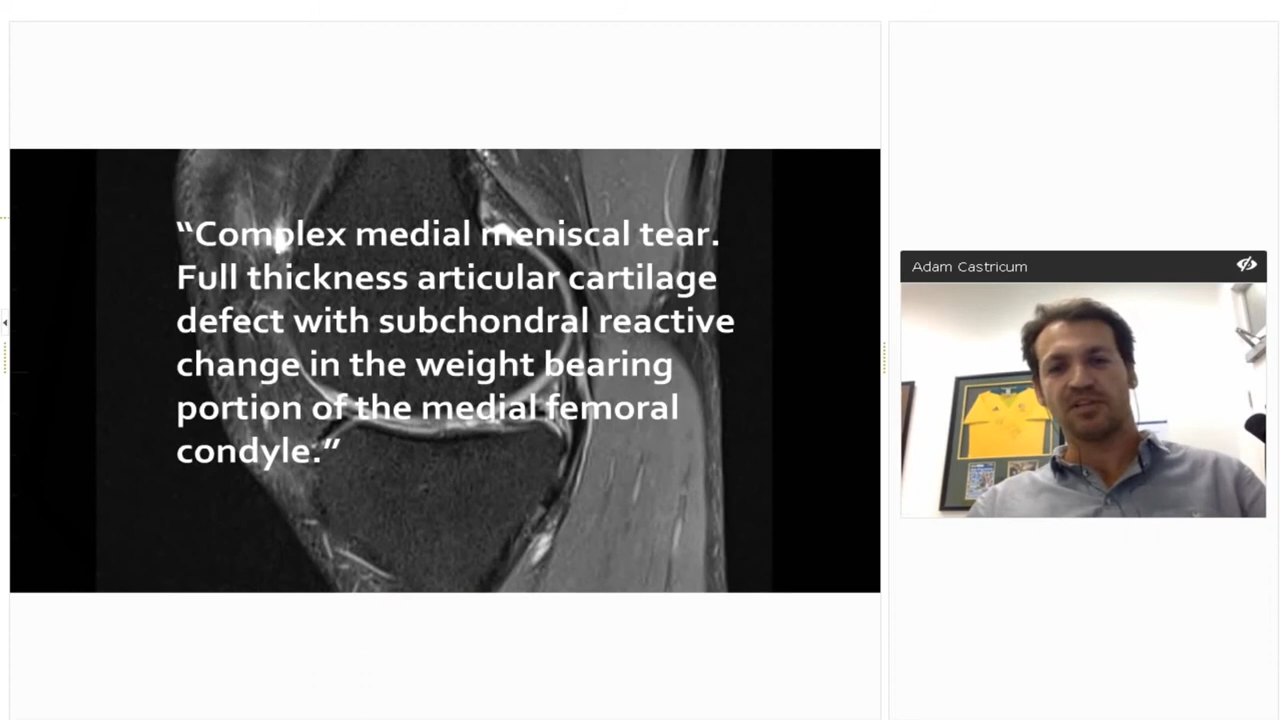 “Complex medial meniscal tear.
Full thickness articular cartilage
defect with subchondral reactive
change in the weight bearing
portion of the medial femoral
condyle.”
Adam Castricum